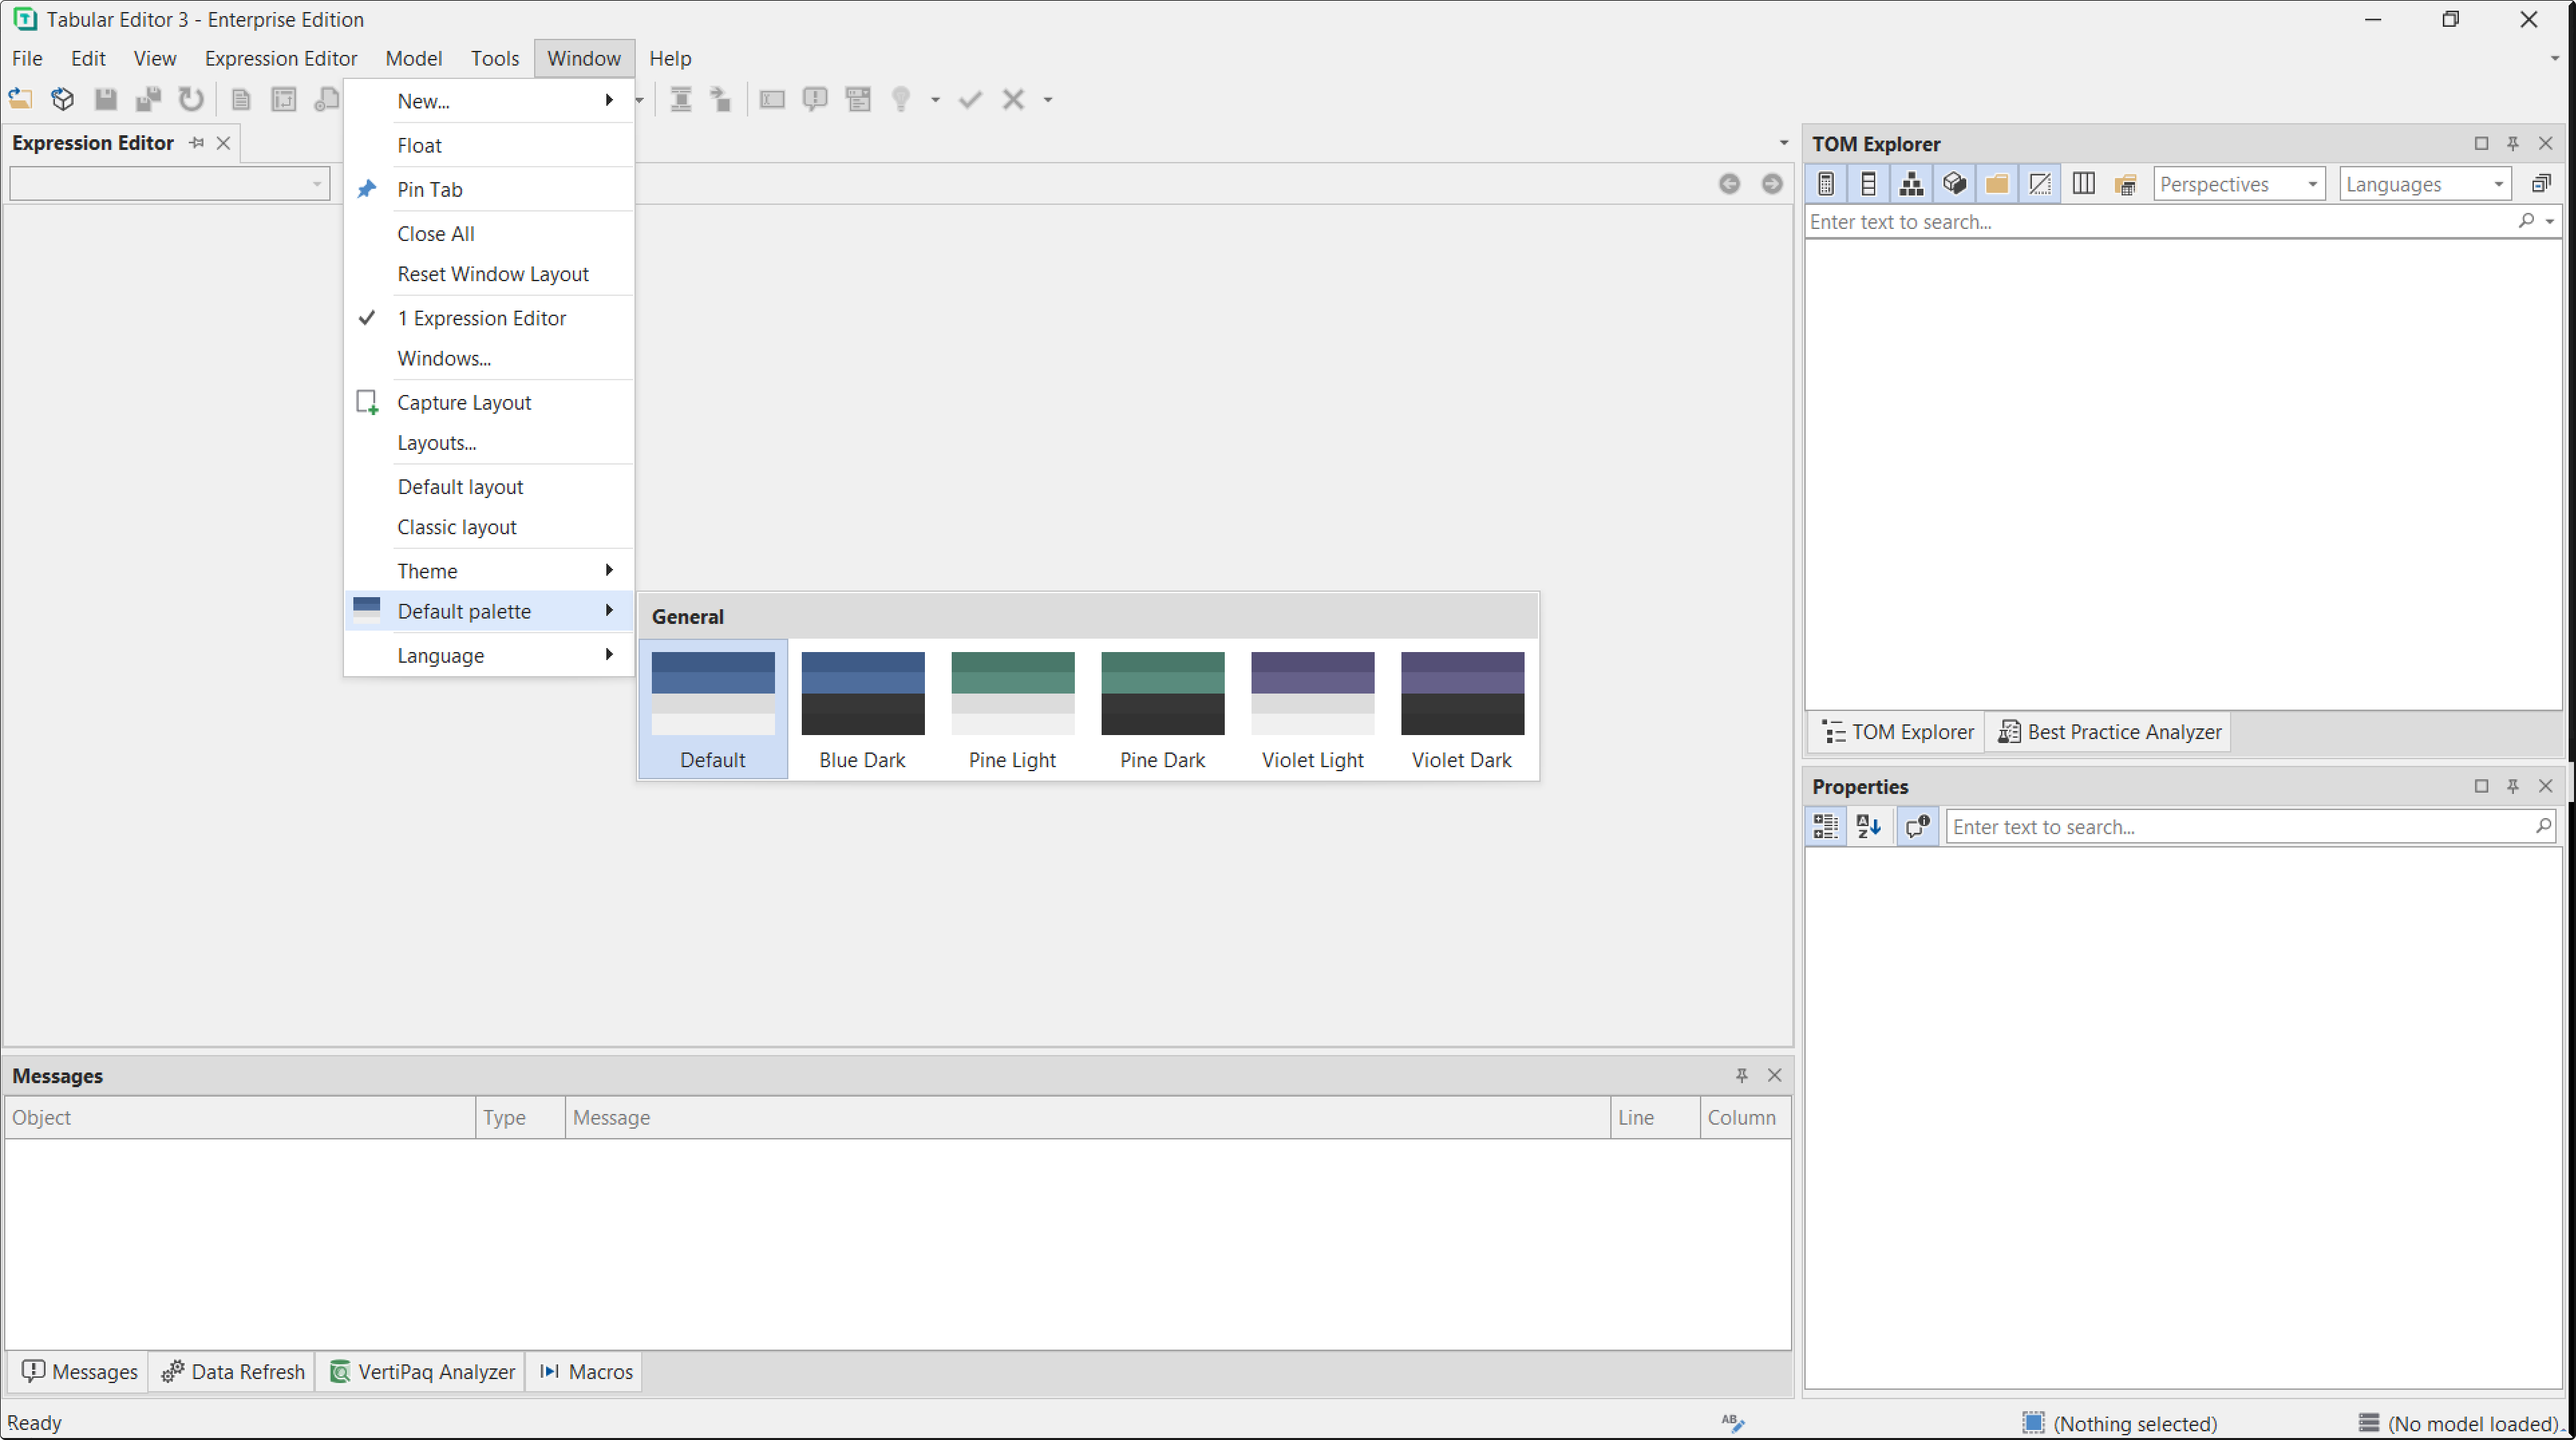 Tabular Editor 3 - Enterprise Edition
File Edit View Expression Editor Model Tools Window Help
New...
Float
Pin Tab
Close All
Reset Window Layout
1 Expression Editor
Windows...
Capture Layout
Layouts...
Default layout
Classic layout
Theme
Default palette
Language
General
Default Blue Dark Pine Light Pine Dark Violet Light Violet Dark
Expression Editor
TOM Explorer
Perspectives Languages
Enter text to search...
TOM Explorer Best Practice Analyzer
Properties
Enter text to search...
Messages
Object Type Message Line Column
Messages Data Refresh VertiPaq Analyzer Macros
Ready (Nothing selected) (No model loaded)